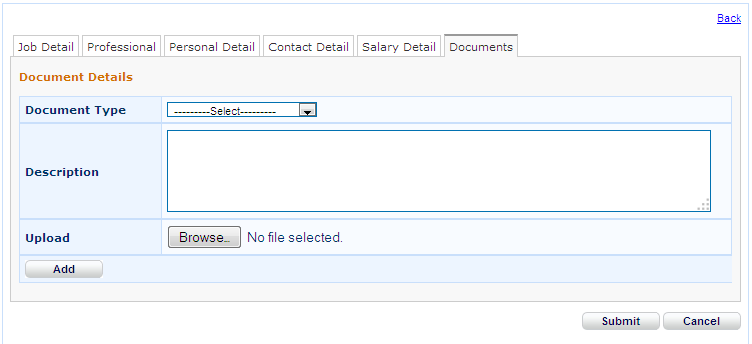 Back
Job Detail Professional Personal Detail Contact Detail Salary Detail Documents
Document Details
Document Type ---------Select---------
Description
Upload Browse... No file selected.
Add
Submit Cancel